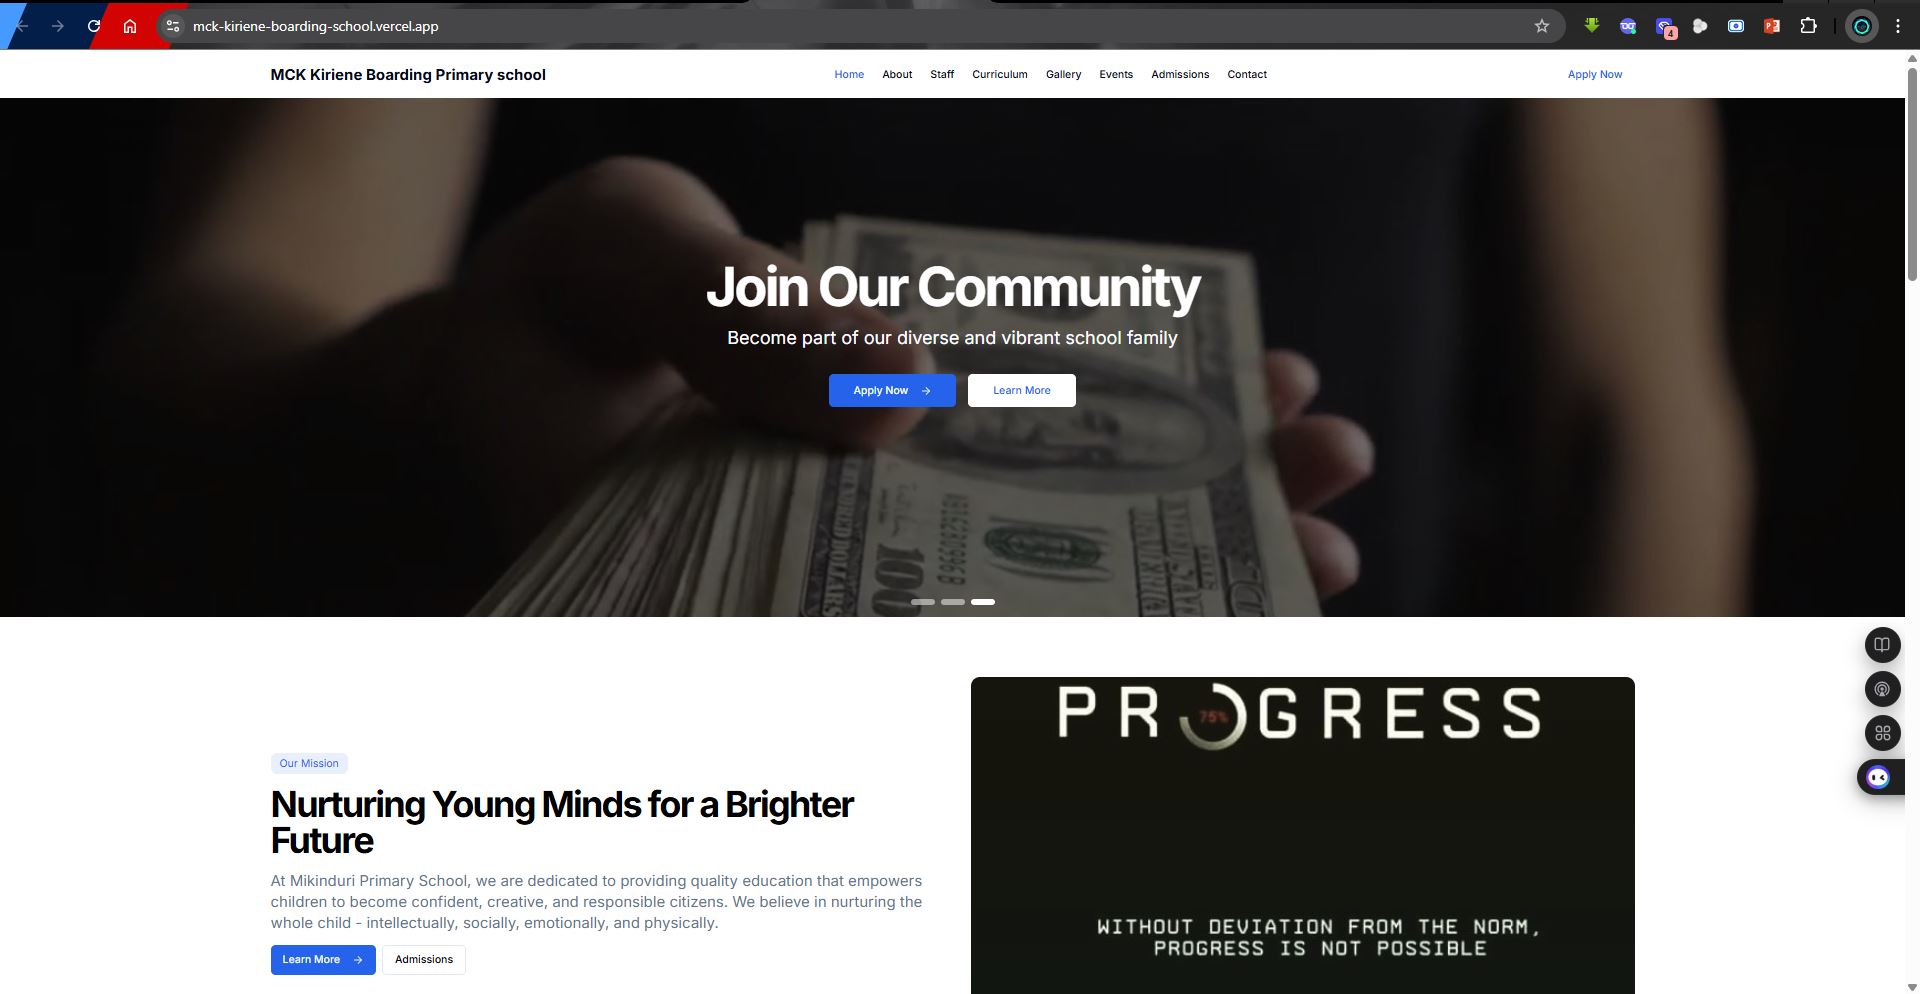 mck-kiriene-boarding-school.vercel.app
4
MCK Kiriene Boarding Primary school
Home About Staff Curriculum Gallery Events Admissions Contact
Apply Now
Join Our Community
Become part of our diverse and vibrant school family
Apply Now →
Learn More
100
Our Mission
Nurturing Young Minds for a Brighter
Future
At Mikinduri Primary School, we are dedicated to providing quality education that empowers
children to become confident, creative, and responsible citizens. We believe in nurturing the
whole child - intellectually, socially, emotionally, and physically.
Learn More →
Admissions
PROGRESS
75%
WITHOUT DEVIATION FROM THE NORM,
PROGRESS IS NOT POSSIBLE